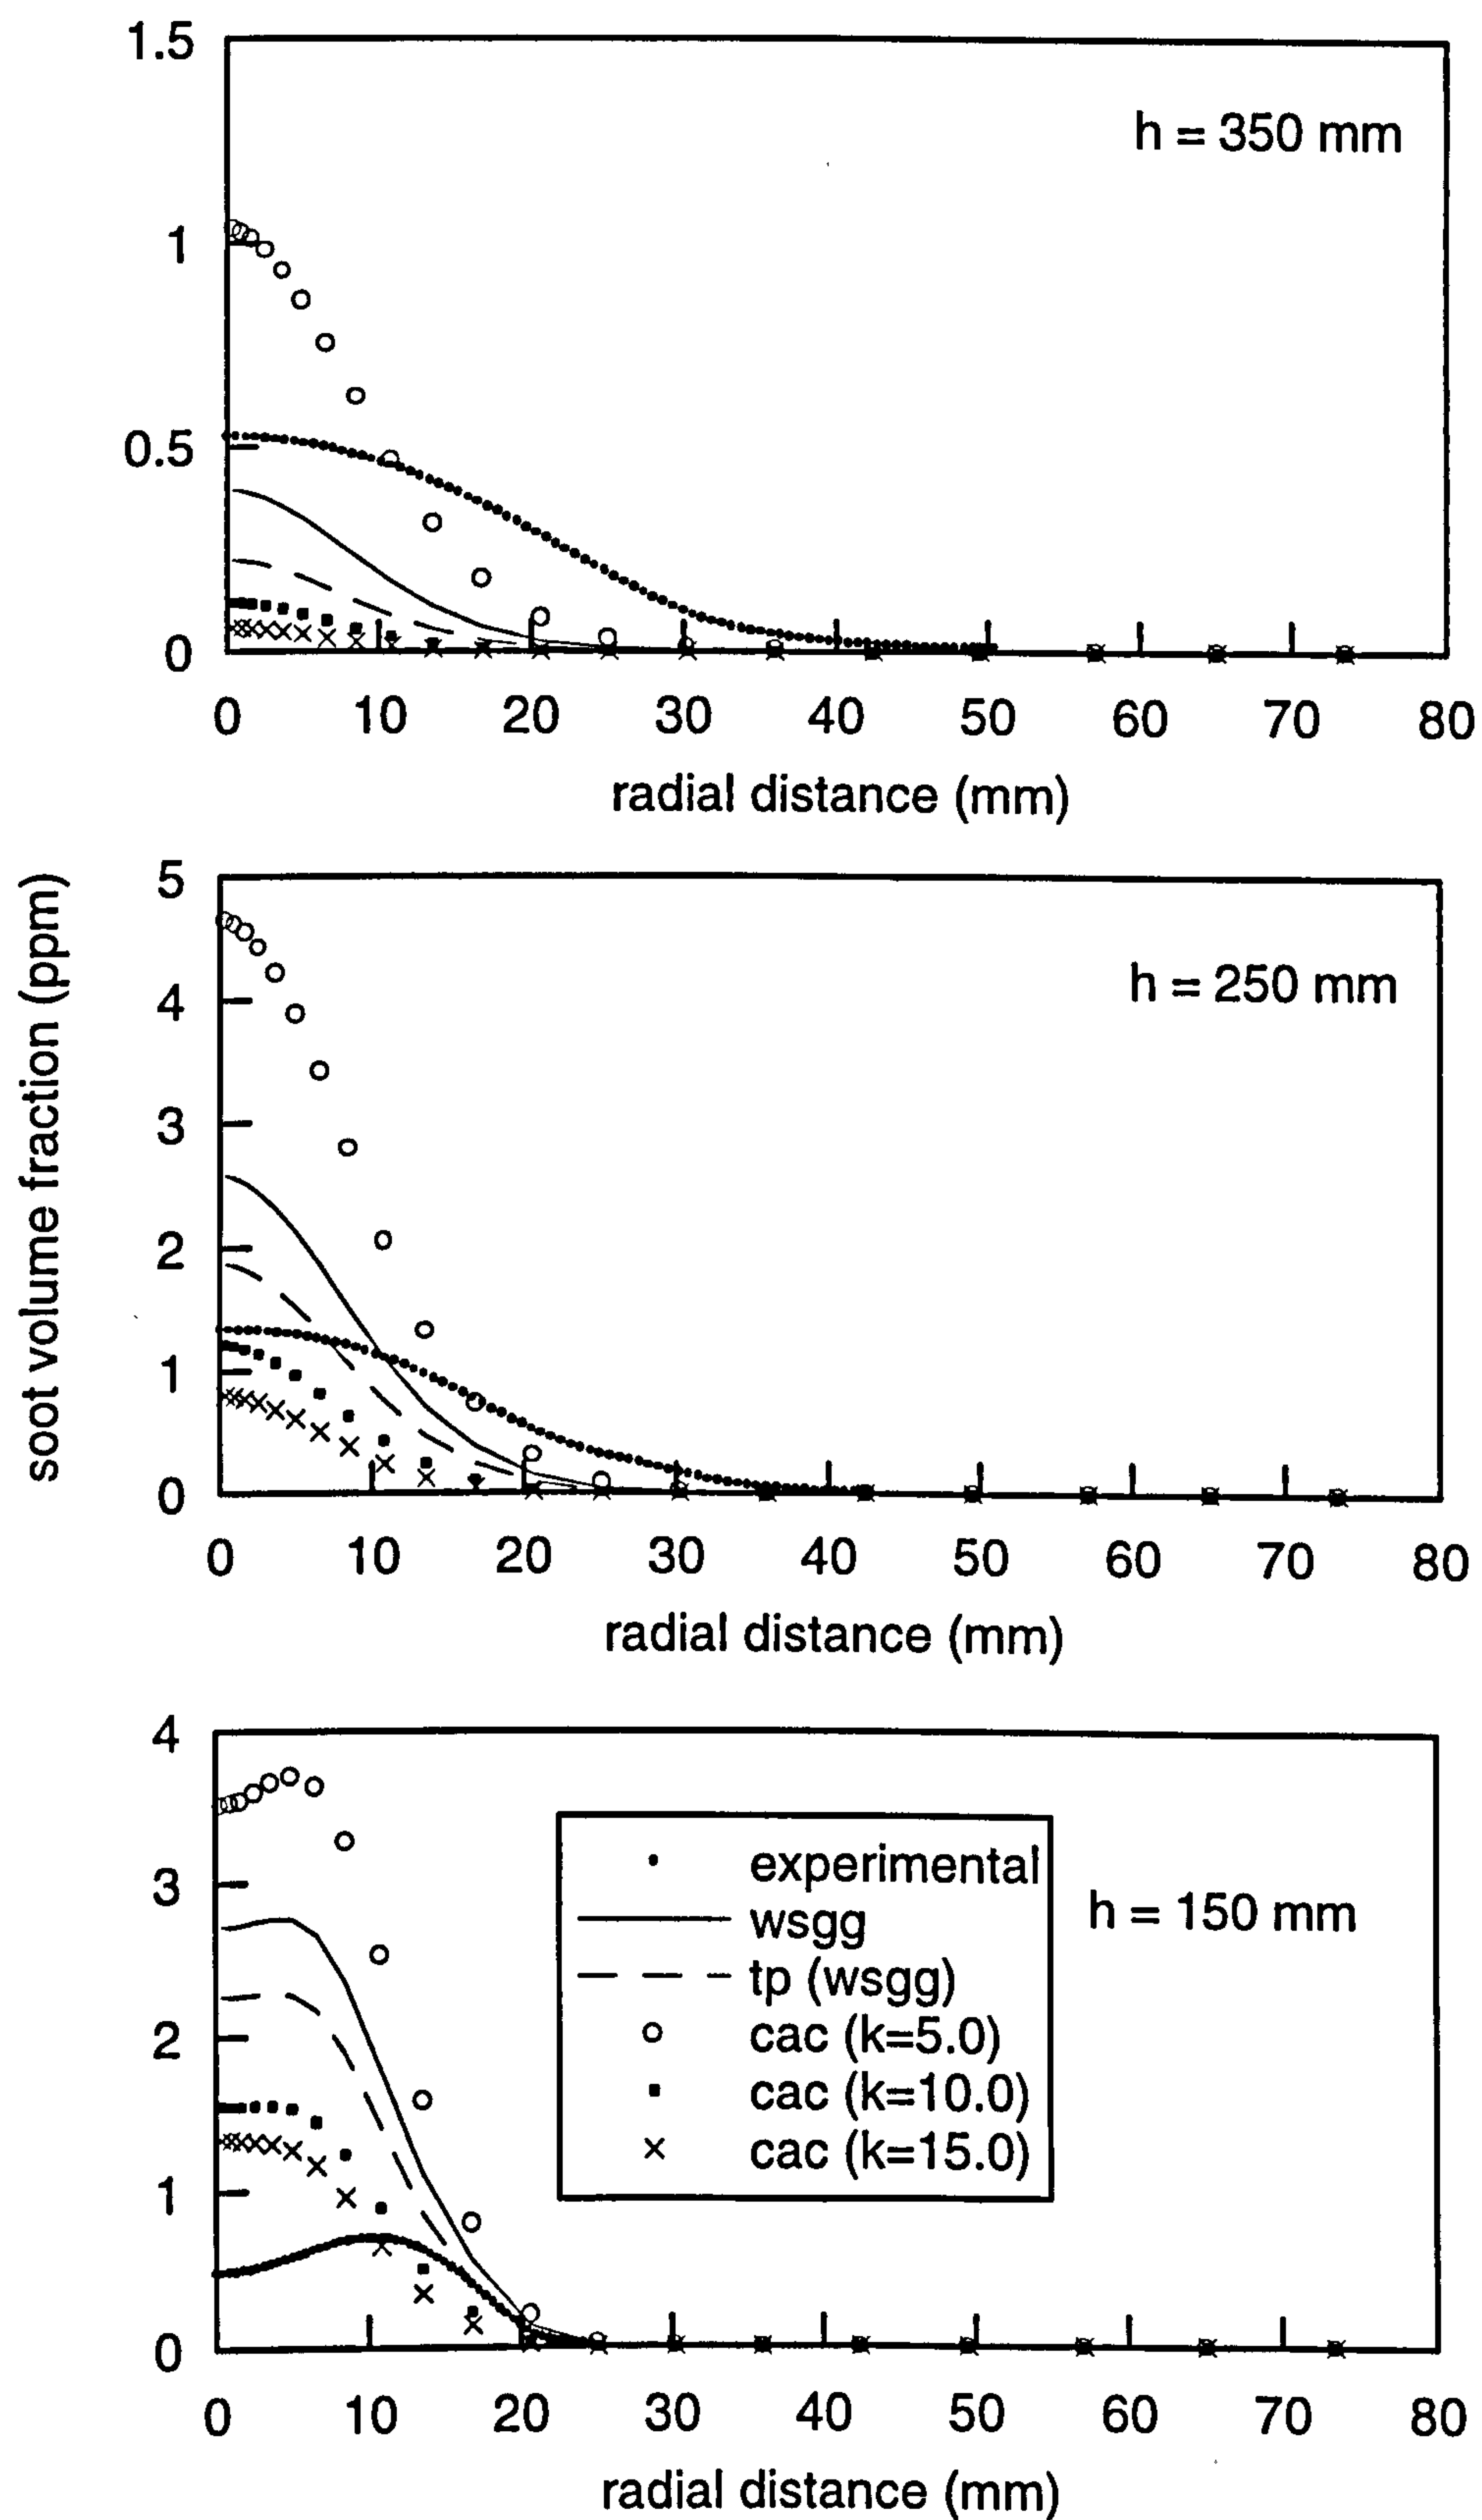 1.5
h = 350 mm
1
0.5
0
0 10 20 30 40 50 60 70 80
radial distance (mm)
soot volume fraction (ppm)
5
h = 250 mm
4
3
2
1
0
0 10 20 30 40 50 60 70 80
radial distance (mm)
4
3
experimental
h = 150 mm
wsgg
tp (wsgg)
2
cac (k=5.0)
cac (k=10.0)
cac (k=15.0)
1
0
0 10 20 30 40 50 60 70 80
radial distance (mm)